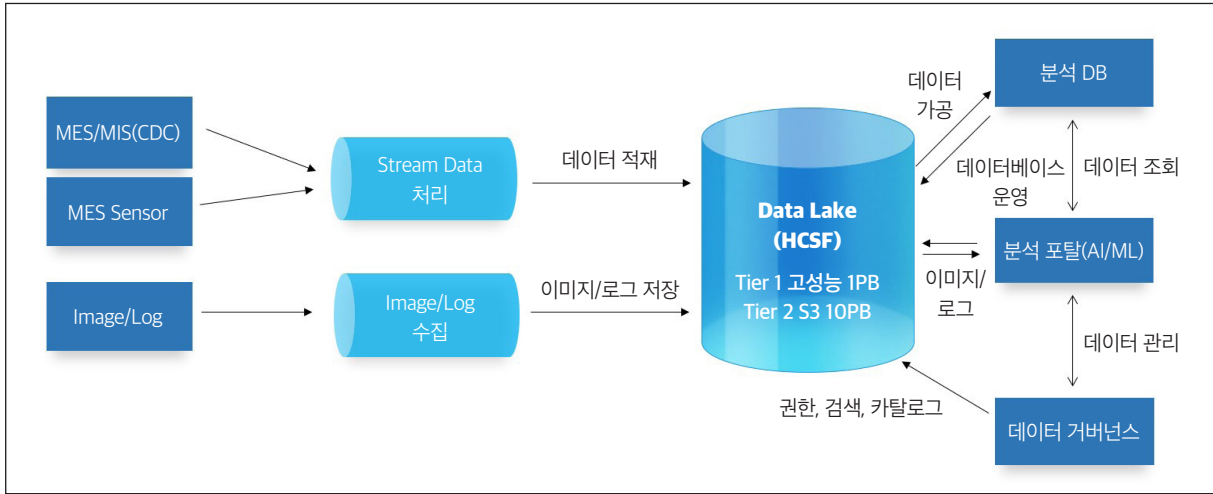 MES/MIS(CDC)
MES Sensor
Image/Log
Stream Data
처리
Image/Log
수집
데이터 적재
이미지/로그 저장
Data Lake
(HCSF)
Tier 1 고성능 1PB
Tier 2 S3 10PB
데이터
가공
데이터베이스
운영
이미지/
로그
권한, 검색, 카탈로그
분석 DB
데이터 조회
분석 포탈(AI/ML)
데이터 관리
데이터 거버넌스